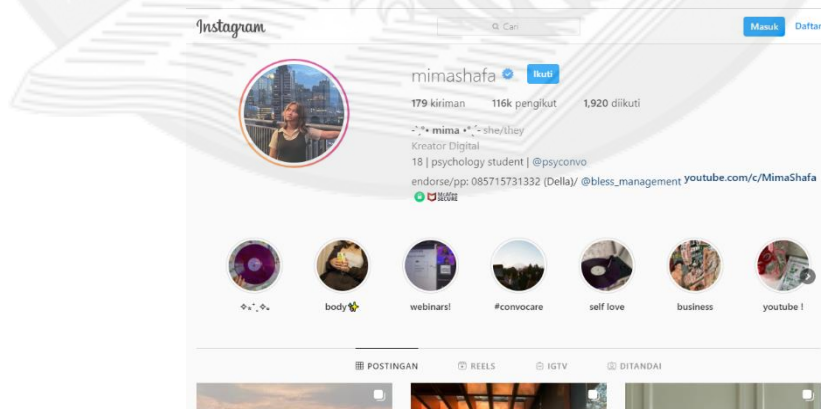 Instagram Cari Masuk Daftar
mimashafa Ikuti
179 kiriman 116k pengikut 1,920 diikuti
mima she/they
Kreator Digital
18 | psychology student | @psyconvo
endorse/pp: 085715731332 (Della)/ @bless_management youtube.com/c/MimaShafa
McAfee SECURE
body webinars! #convocare self love business youtube !
POSTINGAN REELS IGTV DITANDAI